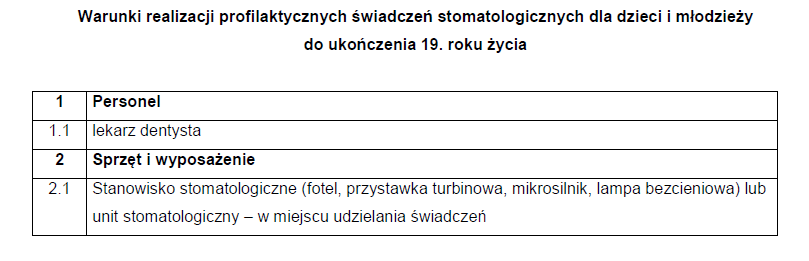 Warunki realizacji profilaktycznych świadczeń stomatologicznych dla dzieci i młodzieży
do ukończenia 19. roku życia
1 Personel
1.1 lekarz dentysta
2 Sprzęt i wyposażenie
2.1 Stanowisko stomatologiczne (fotel, przystawka turbinowa, mikrosilnik, lampa bezcieniowa) lub
unit stomatologiczny – w miejscu udzielania świadczeń